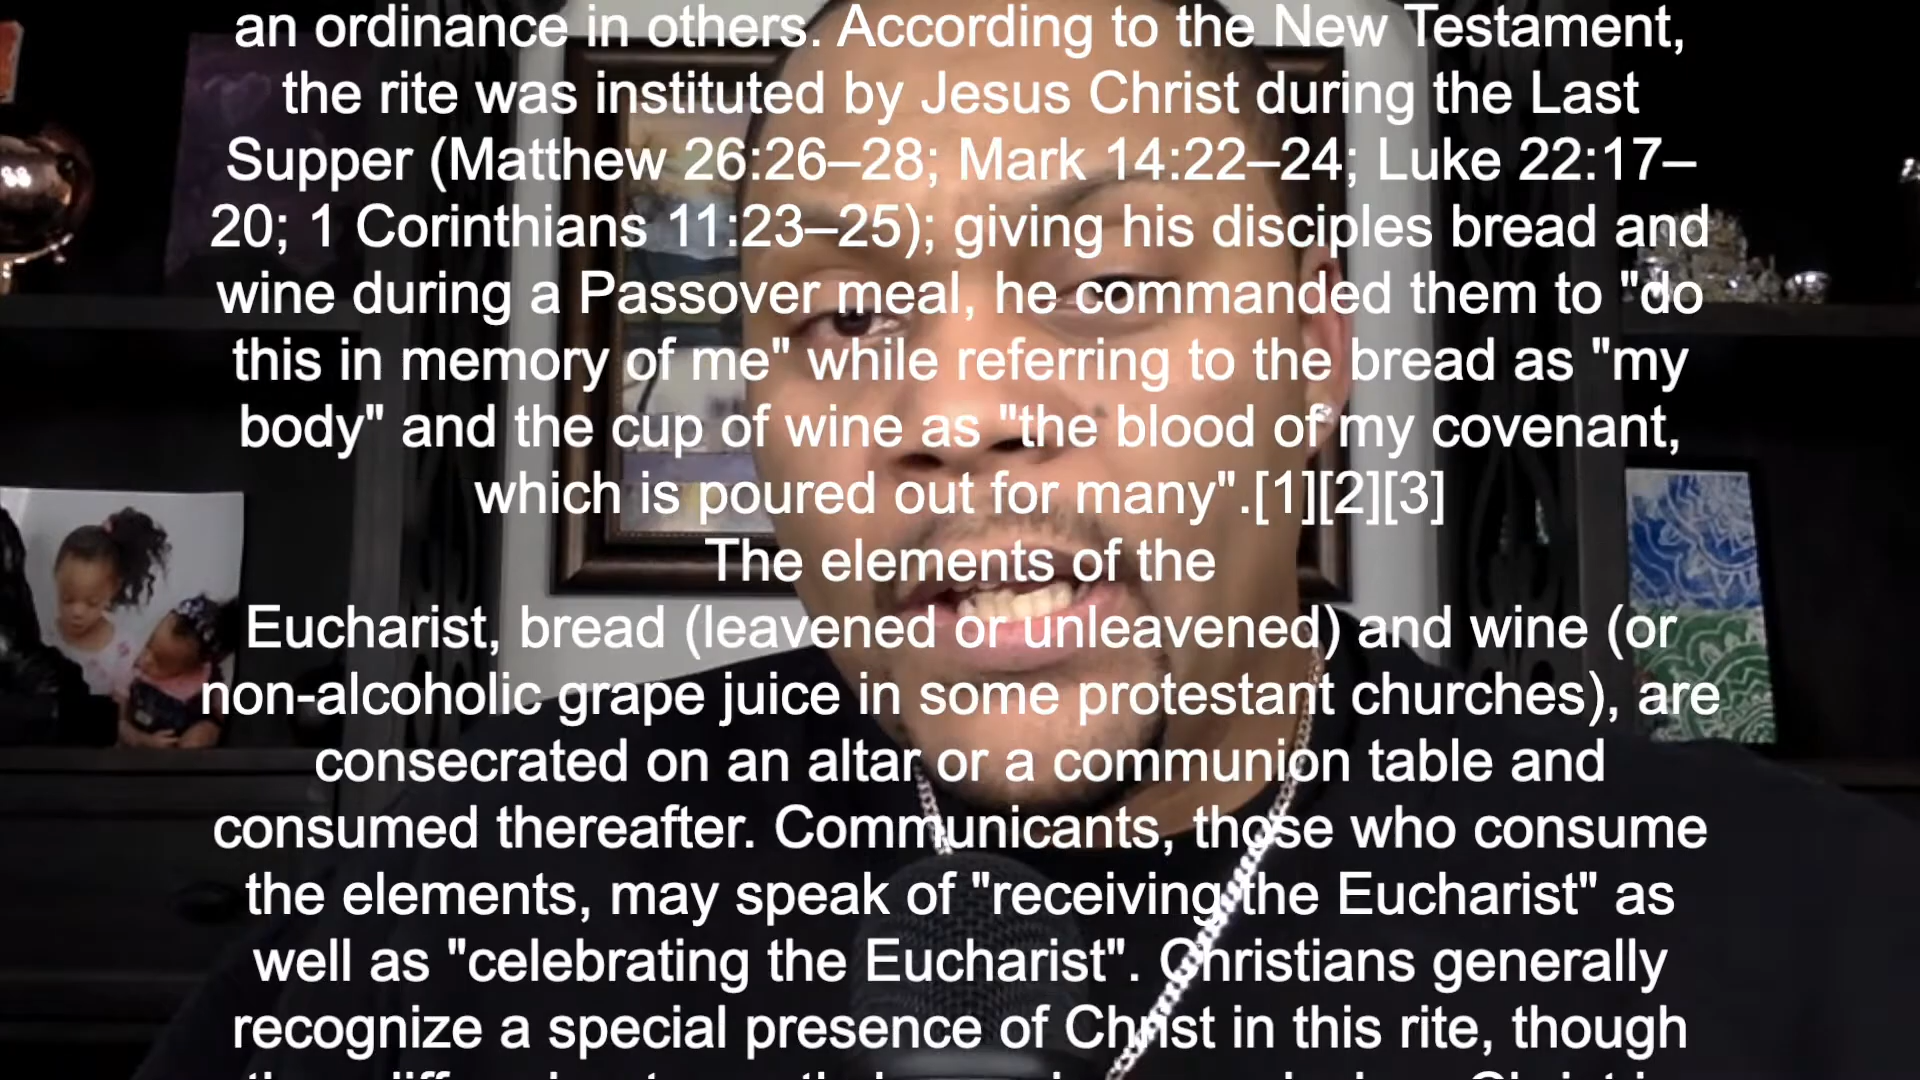 an ordinance in others. According to the New Testament,
the rite was instituted by Jesus Christ during the Last
Supper (Matthew 26:26–28; Mark 14:22–24; Luke 22:17–
20; 1 Corinthians 11:23–25); giving his disciples bread and
wine during a Passover meal, he commanded them to "do
this in memory of me" while referring to the bread as "my
body" and the cup of wine as "the blood of my covenant,
which is poured out for many".[1][2][3]
The elements of the
Eucharist, bread (leavened or unleavened) and wine (or
non-alcoholic grape juice in some protestant churches), are
consecrated on an altar or a communion table and
consumed thereafter. Communicants, those who consume
the elements, may speak of "receiving the Eucharist" as
well as "celebrating the Eucharist". Christians generally
recognize a special presence of Christ in this rite, though